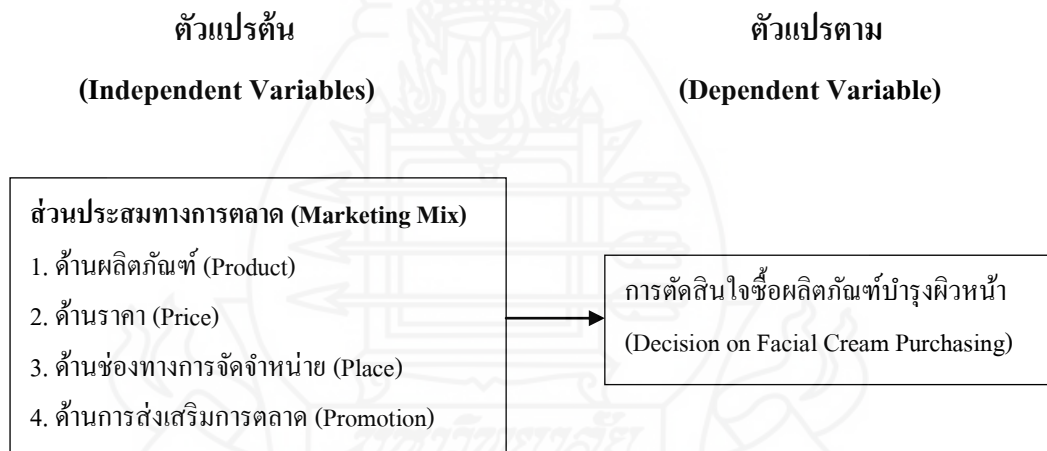 ตัวแปรต้น
(Independent Variables)
ตัวแปรตาม
(Dependent Variable)
ส่วนประสมทางการตลาด (Marketing Mix)
1. ด้านผลิตภัณฑ์ (Product)
2. ด้านราคา (Price)
3. ด้านช่องทางการจัดจำหน่าย (Place)
4. ด้านการส่งเสริมการตลาด (Promotion)
การตัดสินใจซื้อผลิตภัณฑ์บำรุงผิวหน้า
(Decision on Facial Cream Purchasing)